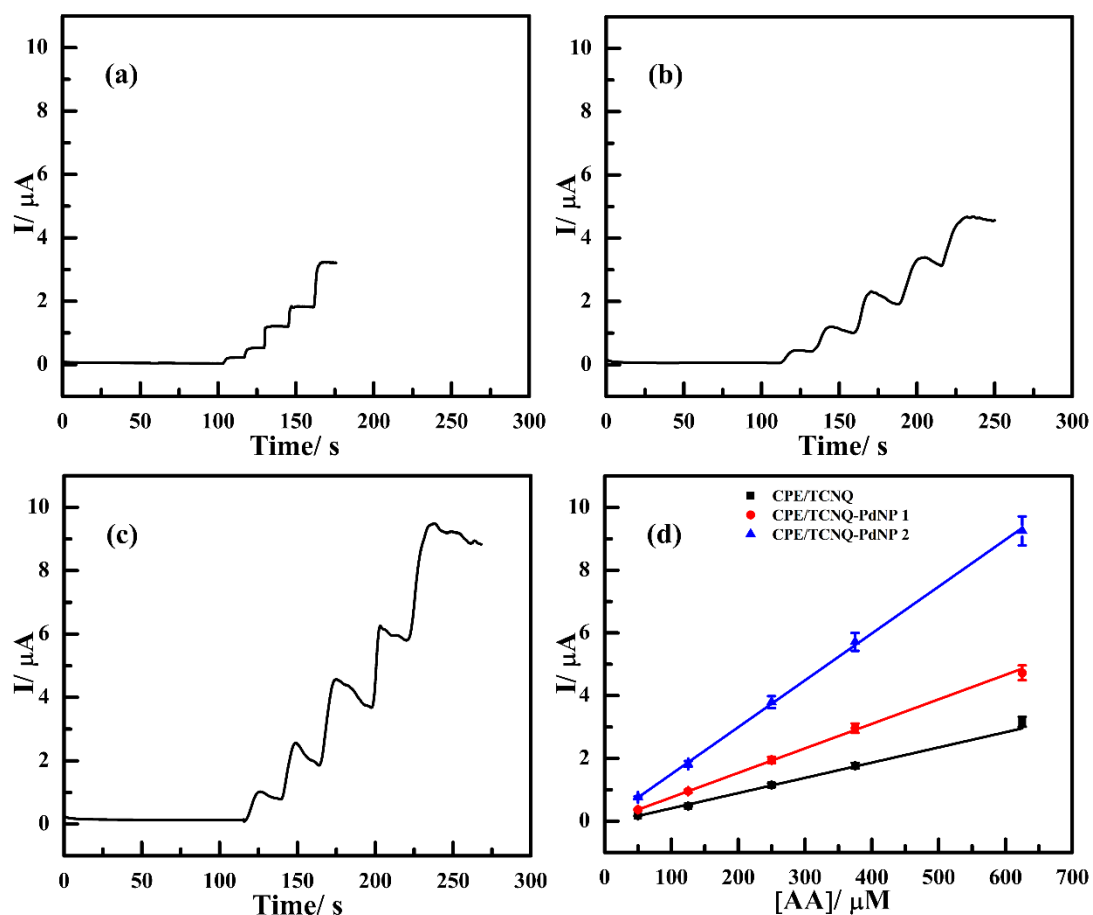 (a)
I/ μA
10
8
6
4
2
0
0 50 100 150 200 250 300
Time/ s
(b)
I/ μA
10
8
6
4
2
0
0 50 100 150 200 250 300
Time/ s
(c)
I/ μA
10
8
6
4
2
0
0 50 100 150 200 250 300
Time/ s
(d)
CPE/TCNQ
CPE/TCNQ-PdNP 1
CPE/TCNQ-PdNP 2
I/ μA
10
8
6
4
2
0
0 100 200 300 400 500 600 700
[AA]/ μM